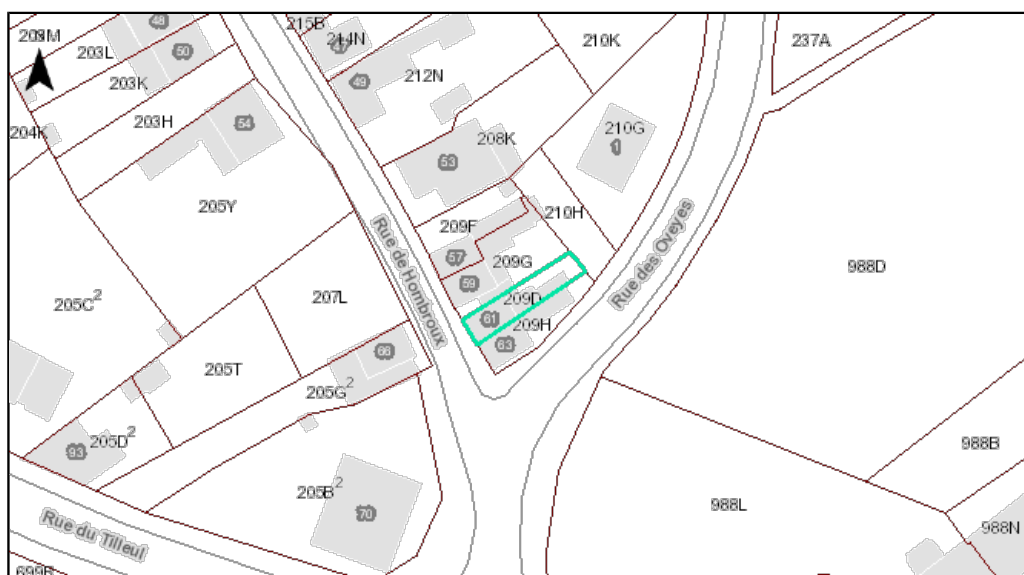 48
215B
214N
47
209M
203L
50
210K
237A
203K
49
212N
204K
203H
54
210G
1
208K
53
205Y
209F
210H
Rue de Hombroux
Rue des Oveyes
57
209G
988D
59
205C²
207L
209D
61
209H
63
66
205T
205G²
205D²
93
988B
205B²
988L
70
Rue du Tilleul
988N
699R